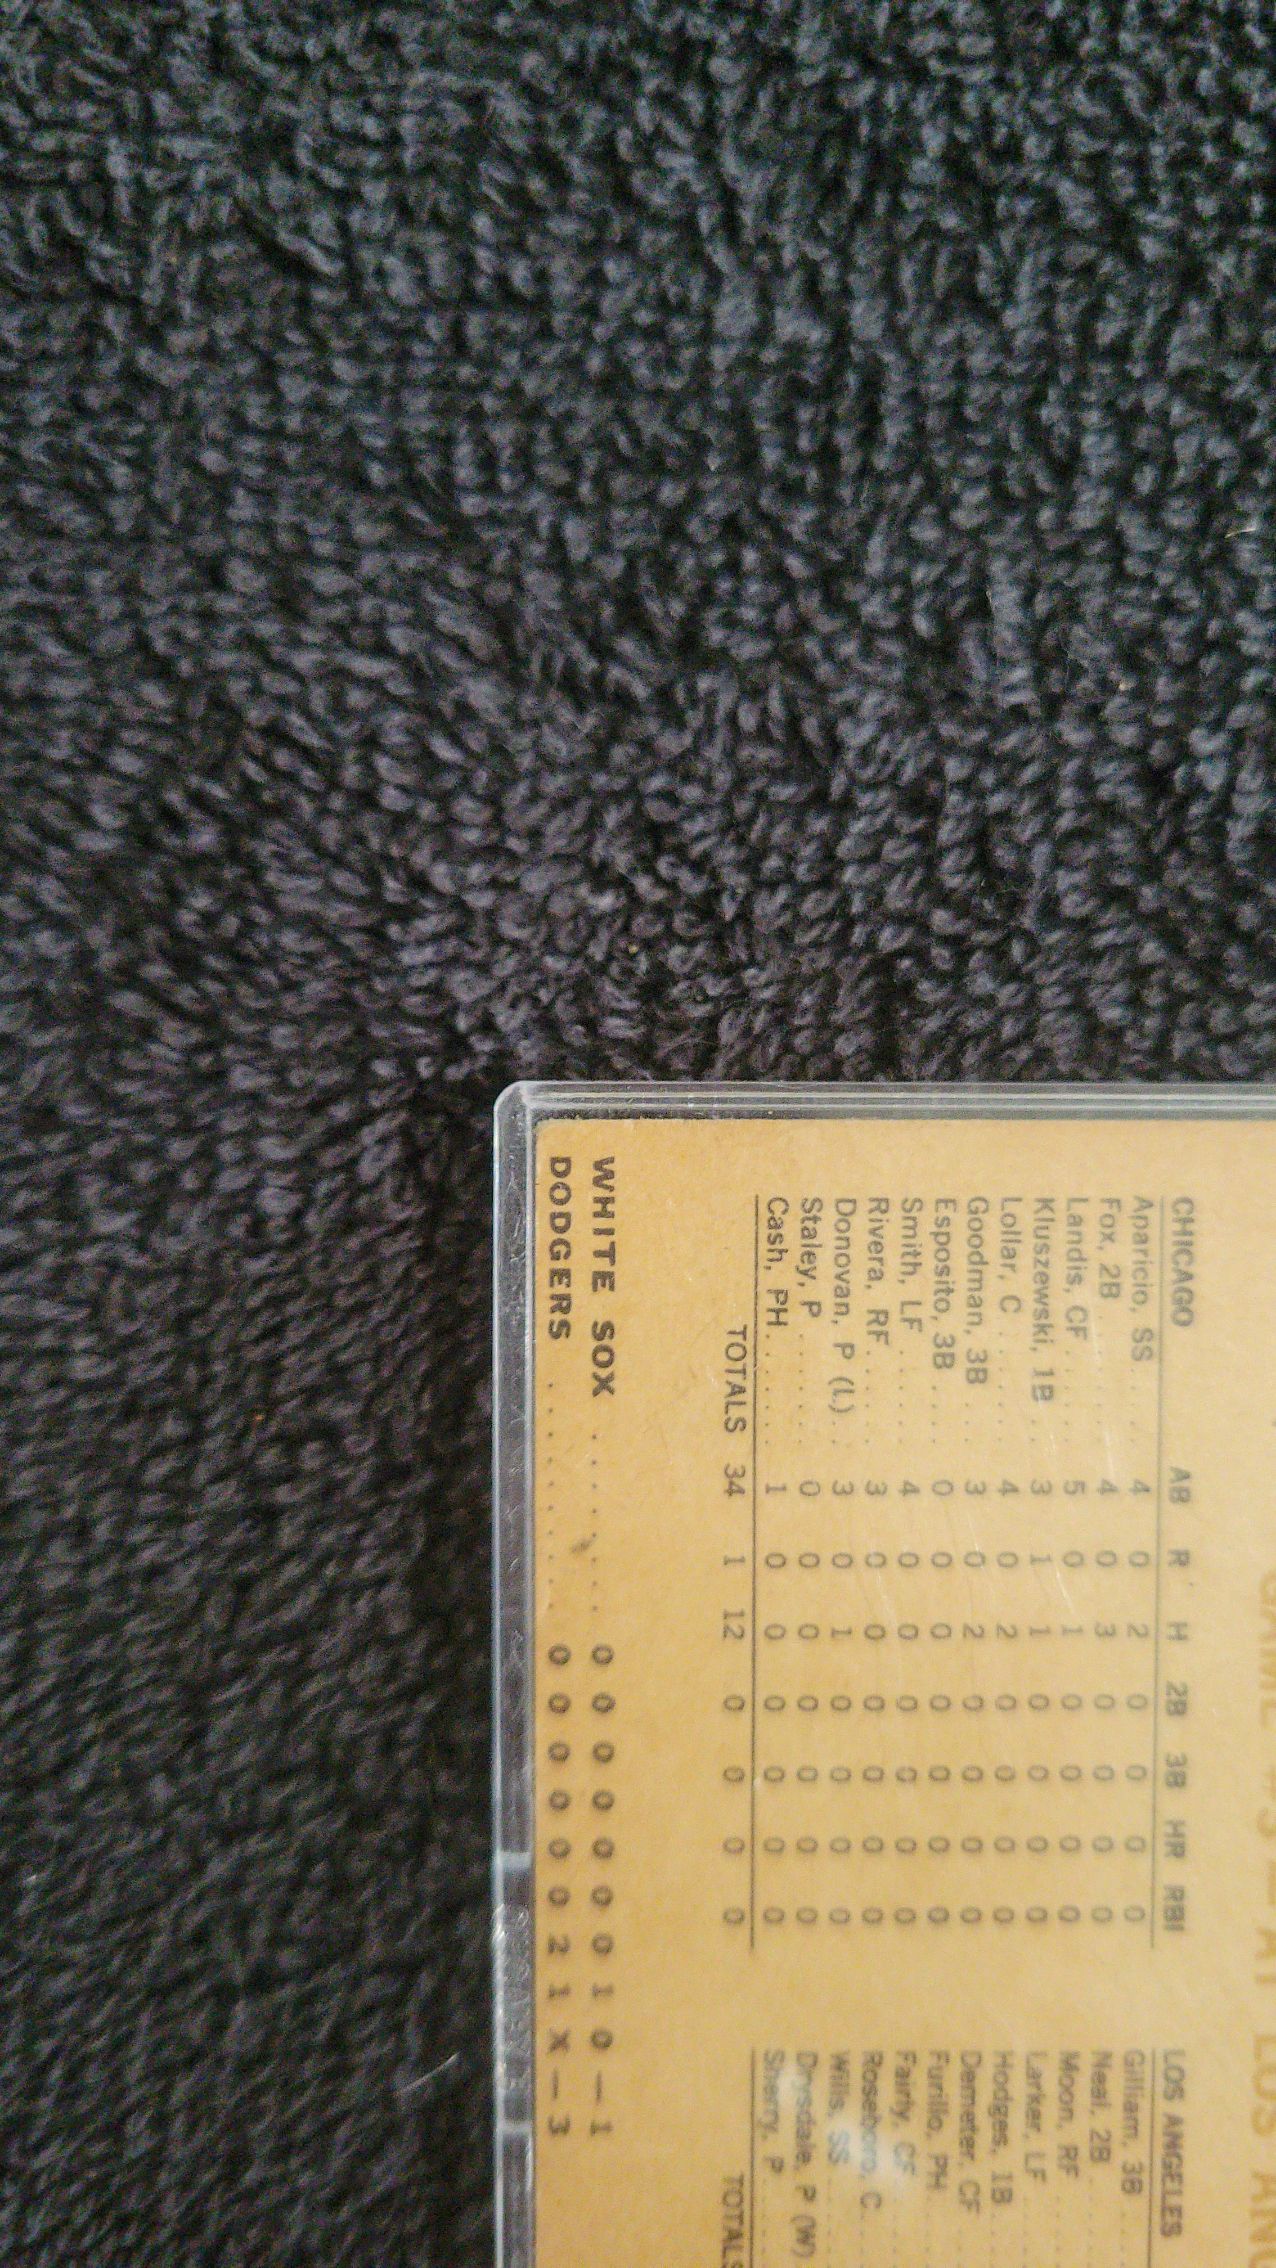 GAME #3 — AT LOS ANG
CHICAGO AB R H 2B 3B HR RBI
Aparicio, SS ..... 4 0 2 0 0 0 0
Fox, 2B ....... 4 0 3 0 0 0 0
Landis, CF ...... 5 0 1 0 0 0 0
Kluszewski, 1B .. 3 1 1 0 0 0 0
Lollar, C ....... 4 0 2 0 0 0 0
Goodman, 3B ... 3 0 2 0 0 0 0
Esposito, 3B .... 0 0 0 0 0 0 0
Smith, LF ...... 4 0 0 0 0 0 0
Rivera, RF ...... 3 0 0 0 0 0 0
Donovan, P (L) .. 3 0 1 0 0 0 0
Staley, P ....... 0 0 0 0 0 0 0
Cash, PH ....... 1 0 0 0 0 0 0
TOTALS 34 1 12 0 0 0 0
LOS ANGELES
Gilliam, 3B
Neal, 2B
Moon, RF
Larker, LF
Hodges, 1B
Demeter, CF
Furillo, PH
Fairly, CF
Roseboro, C
Wills, SS
Drysdale, P (W)
Sherry, P
TOTALS
WHITE SOX ......... 0 0 0 0 0 0 0 1 0 — 1
DODGERS .......... 0 0 0 0 0 0 2 1 X — 3